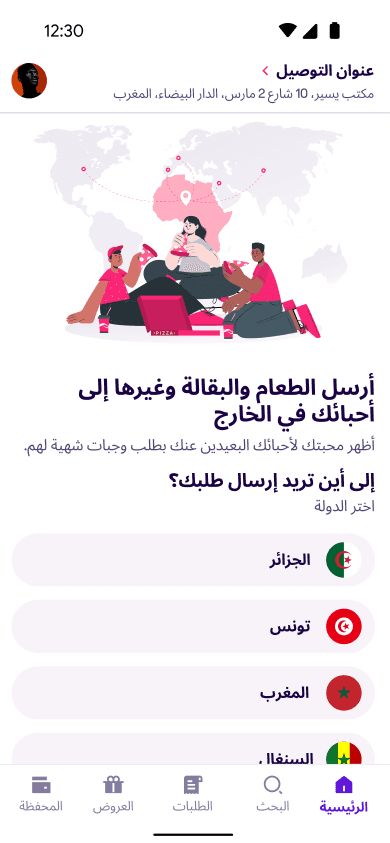 12:30
عنوان التوصيل
مكتب يسير، 10 شارع 2 مارس، الدار البيضاء، المغرب
PIZZA
أرسل الطعام والبقالة وغيرها إلى
أحبائك في الخارج
أظهر محبتك لأحبائك البعيدين عنك بطلب وجبات شهية لهم.
إلى أين تريد إرسال طلبك؟
اختر الدولة
الجزائر
تونس
المغرب
السنغال
الرئيسية
البحث
الطلبات
العروض
المحفظة